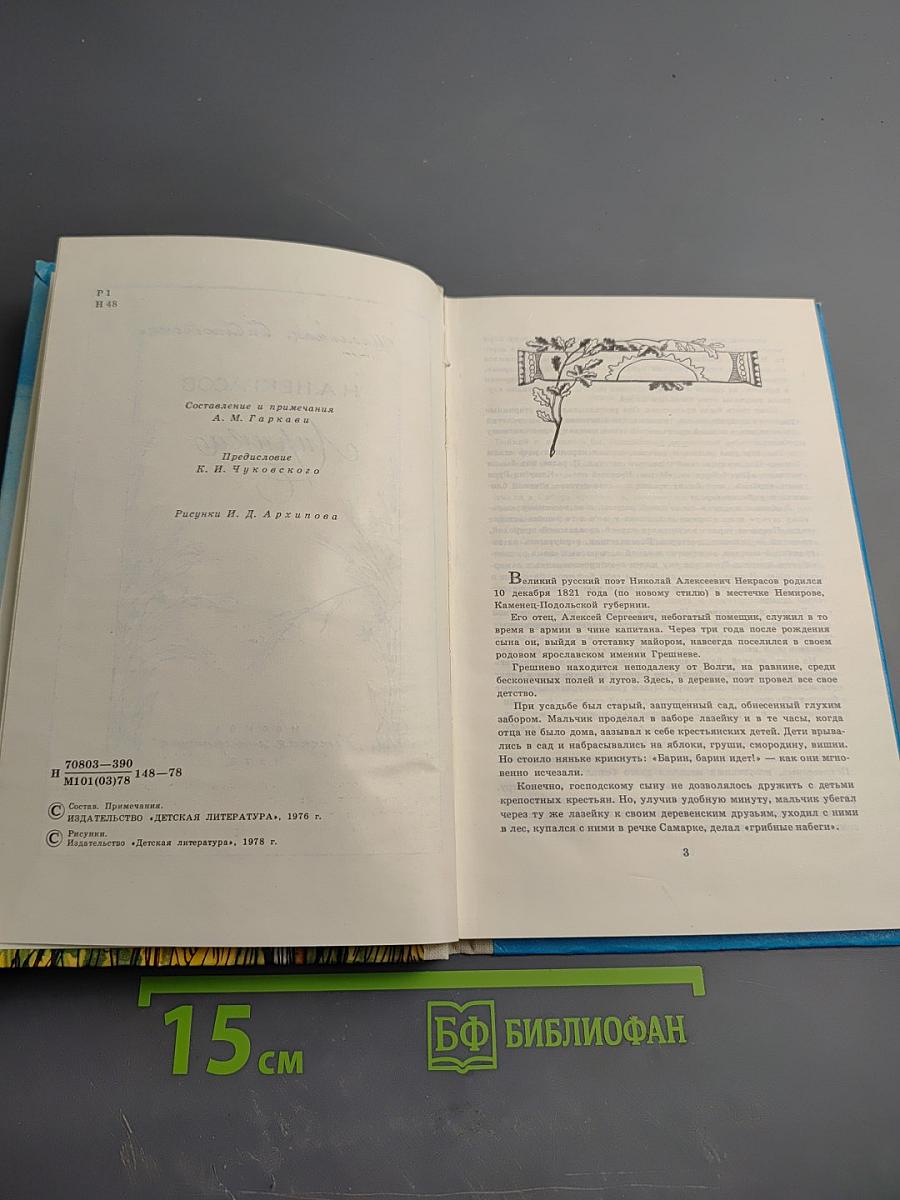 Р 1
Н 48
Составление и примечания
А. М. Гаркави
Предисловие
К. И. Чуковского
Рисунки И. Д. Архипова
Н 70803—390
М101(03)78 148—78
© Состав. Примечания.
ИЗДАТЕЛЬСТВО «ДЕТСКАЯ ЛИТЕРАТУРА», 1976 г.
© Рисунки.
Издательство «Детская литература», 1978 г.
Великий русский поэт Николай Алексеевич Некрасов родился
10 декабря 1821 года (по новому стилю) в местечке Немирове,
Каменец-Подольской губернии.
Его отец, Алексей Сергеевич, небогатый помещик, служил в то
время в армии в чине капитана. Через три года после рождения
сына он, выйдя в отставку майором, навсегда поселился в своем
родовом ярославском имении Грешневе.
Грешнево находится неподалеку от Волги, на равнине, среди
бесконечных полей и лугов. Здесь, в деревне, поэт провел все свое
детство.
При усадьбе был старый, запущенный сад, обнесенный глухим
забором. Мальчик проделал в заборе лазейку и в те часы, когда
отца не было дома, зазывал к себе крестьянских детей. Дети врыва-
лись в сад и набрасывались на яблоки, груши, смородину, вишни.
Но стоило няньке крикнуть: «Барин, барин идет!» — как они мгно-
венно исчезали.
Конечно, господскому сыну не дозволялось дружить с детьми
крепостных крестьян. Но, улучив удобную минуту, мальчик убегал
через ту же лазейку к своим деревенским друзьям, уходил с ними
в лес, купался с ними в речке Самарке, делал «грибные набеги».
3
15 см
БФ БИБЛИОФАН